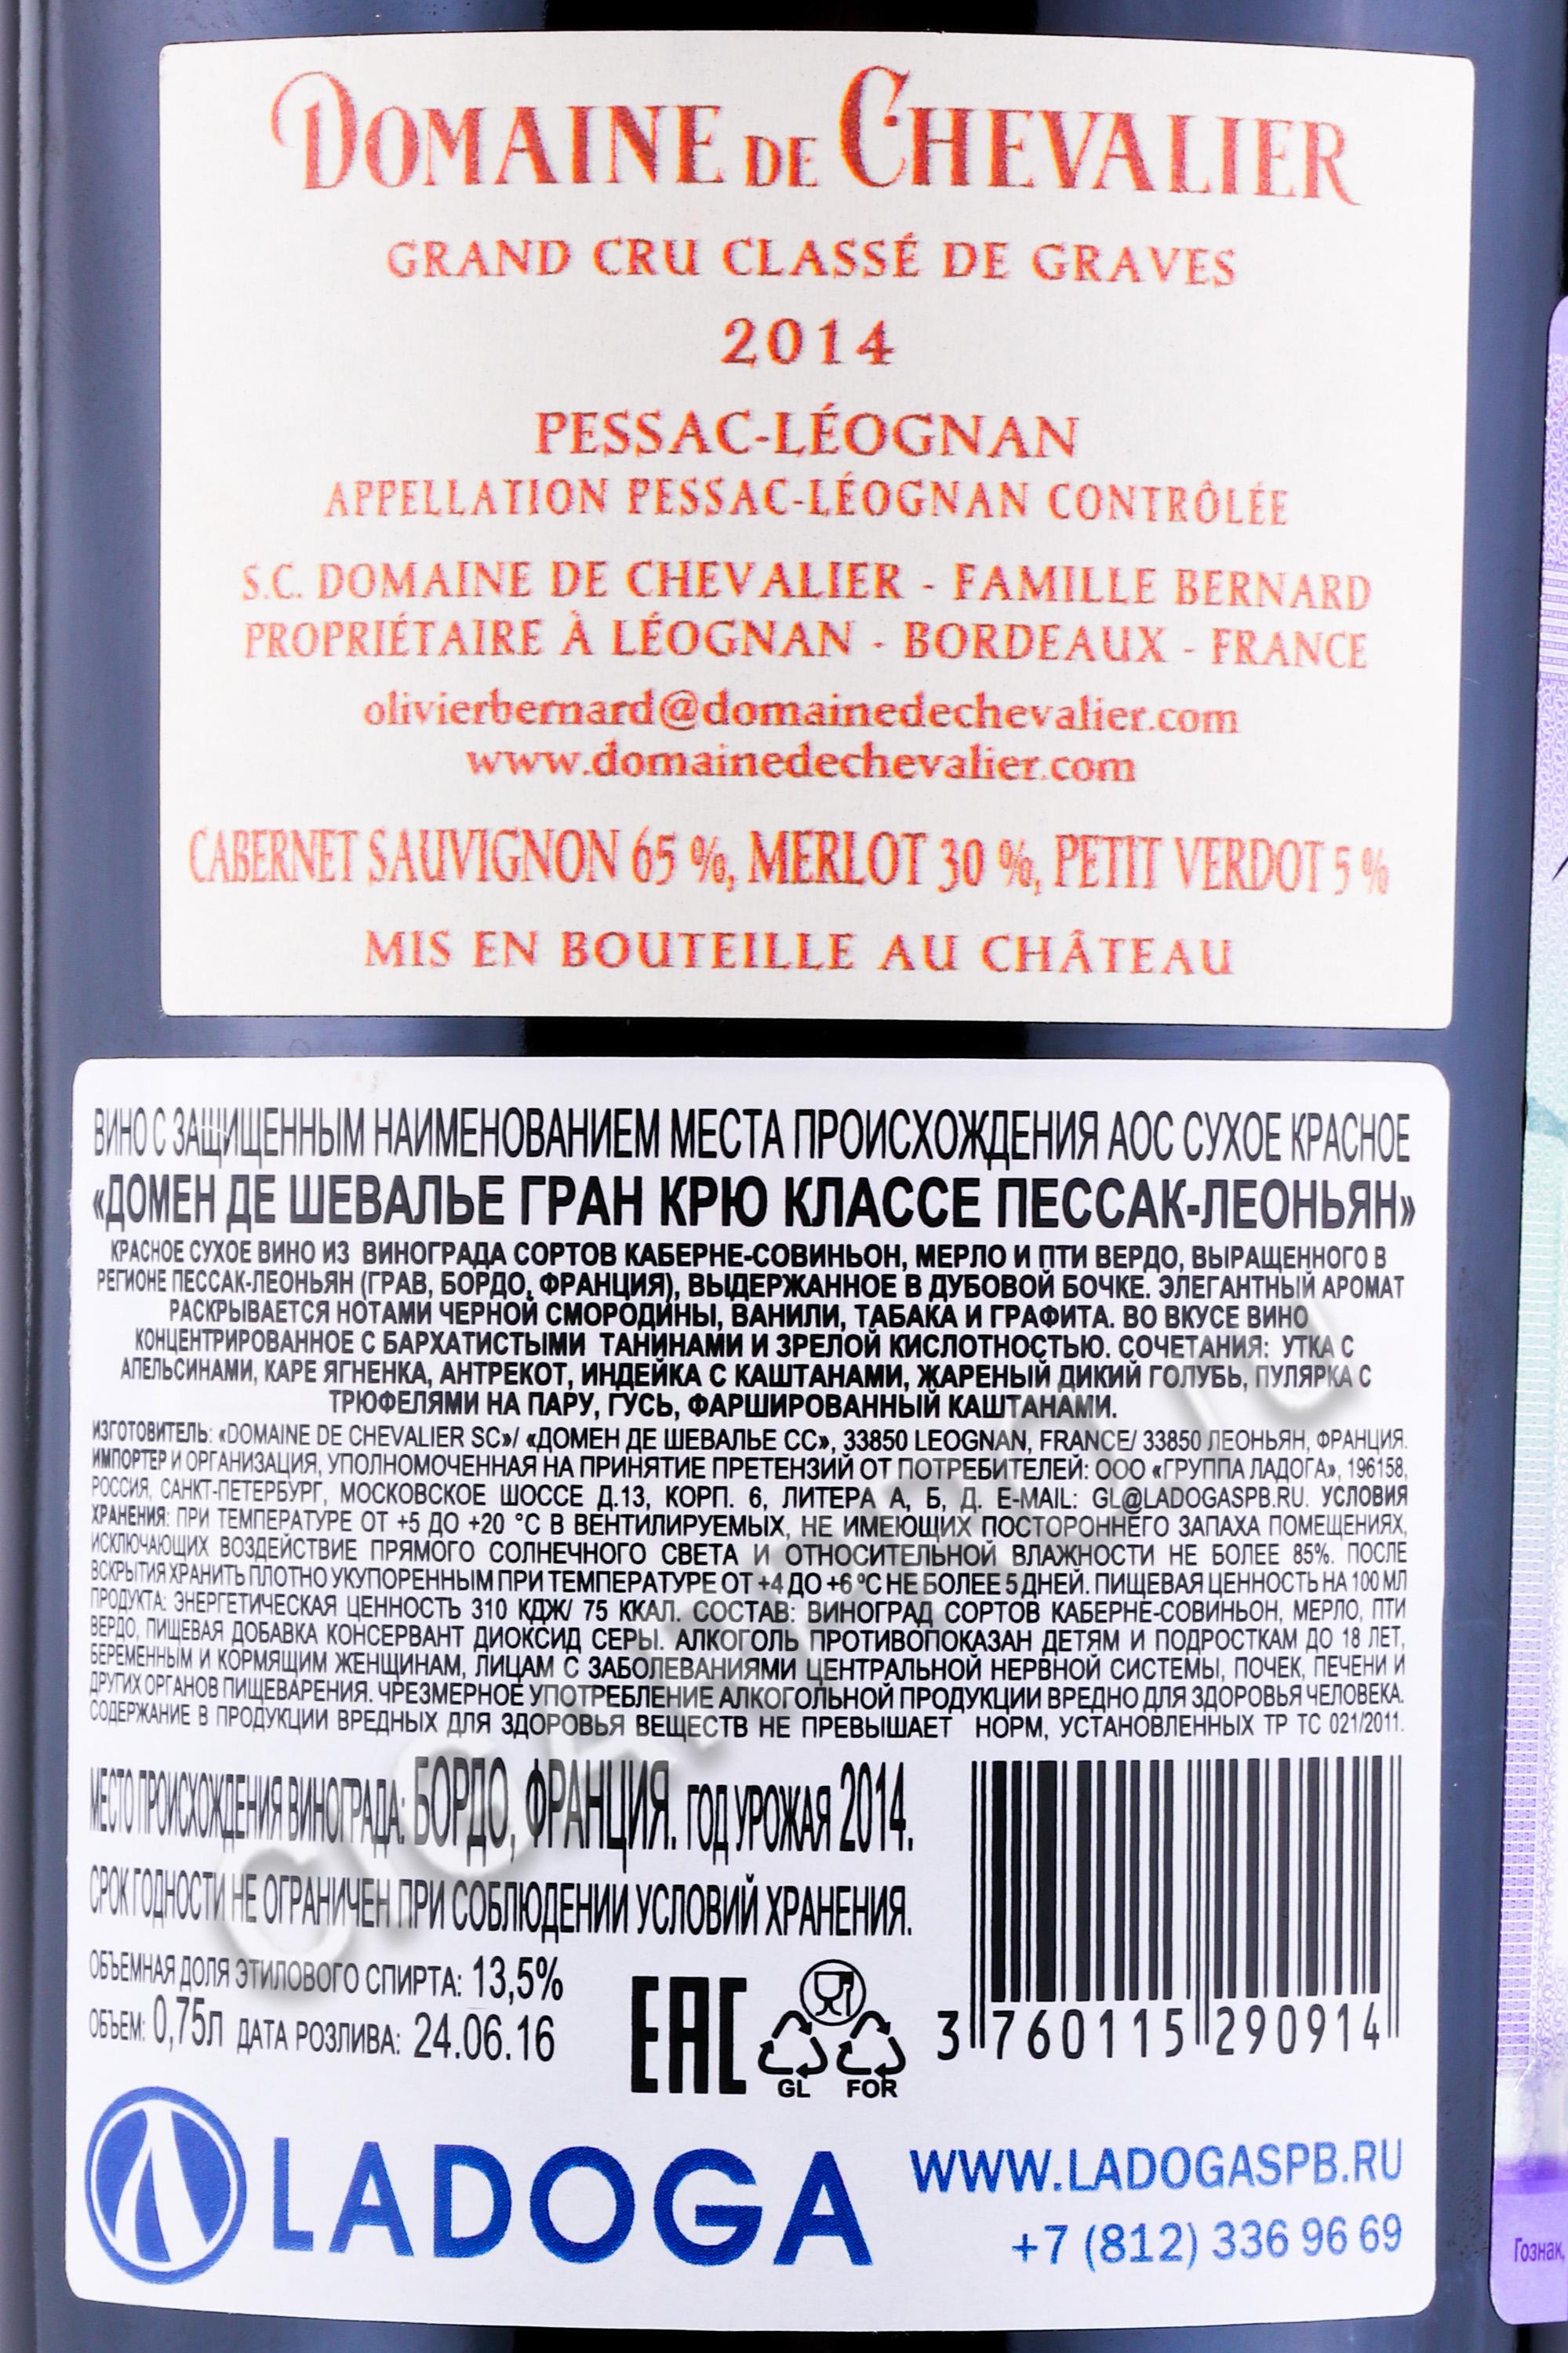 DOMAINE DE CHEVALIER
GRAND CRU CLASSÉ DE GRAVES
2014
PESSAC-LÉOGNAN
APPELLATION PESSAC-LÉOGNAN CONTRÔLÉE
S.C. DOMAINE DE CHEVALIER - FAMILLE BERNARD
PROPRIÉTAIRE À LÉOGNAN - BORDEAUX - FRANCE
olivierbernard@domainedechevalier.com
www.domainedechevalier.com
CABERNET SAUVIGNON 65 %, MERLOT 30 %, PETIT VERDOT 5 %
MIS EN BOUTEILLE AU CHÂTEAU
ВИНО С ЗАЩИЩЕННЫМ НАИМЕНОВАНИЕМ МЕСТА ПРОИСХОЖДЕНИЯ АОС СУХОЕ КРАСНОЕ
«ДОМЕН ДЕ ШЕВАЛЬЕ ГРАН КРЮ КЛАССЕ ПЕССАК-ЛЕОНЬЯН»
КРАСНОЕ СУХОЕ ВИНО ИЗ ВИНОГРАДА СОРТОВ КАБЕРНЕ-СОВИНЬОН, МЕРЛО И ПТИ ВЕРДО, ВЫРАЩЕННОГО В
РЕГИОНЕ ПЕССАК-ЛЕОНЬЯН (ГРАВ, БОРДО, ФРАНЦИЯ), ВЫДЕРЖАННОЕ В ДУБОВОЙ БОЧКЕ. ЭЛЕГАНТНЫЙ АРОМАТ
РАСКРЫВАЕТСЯ НОТАМИ ЧЕРНОЙ СМОРОДИНЫ, ВАНИЛИ, ТАБАКА И ГРАФИТА. ВО ВКУСЕ ВИНО
КОНЦЕНТРИРОВАННОЕ С БАРХАТИСТЫМИ ТАНИНАМИ И ЗРЕЛОЙ КИСЛОТНОСТЬЮ. СОЧЕТАНИЯ: УТКА С
АПЕЛЬСИНАМИ, КАРЕ ЯГНЕНКА, АНТРЕКОТ, ИНДЕЙКА С КАШТАНАМИ, ЖАРЕНЫЙ ДИКИЙ ГОЛУБЬ, ПУЛЯРКА С
ТРЮФЕЛЯМИ НА ПАРУ, ГУСЬ, ФАРШИРОВАННЫЙ КАШТАНАМИ.
ИЗГОТОВИТЕЛЬ: «DOMAINE DE CHEVALIER SC»/ «ДОМЕН ДЕ ШЕВАЛЬЕ СС», 33850 LEOGNAN, FRANCE/ 33850 ЛЕОНЬЯН, ФРАНЦИЯ.
ИМПОРТЕР И ОРГАНИЗАЦИЯ, УПОЛНОМОЧЕННАЯ НА ПРИНЯТИЕ ПРЕТЕНЗИЙ ОТ ПОТРЕБИТЕЛЕЙ: ООО «ГРУППА ЛАДОГА», 196158,
РОССИЯ, САНКТ-ПЕТЕРБУРГ, МОСКОВСКОЕ ШОССЕ Д.13, КОРП. 6, ЛИТЕРА А, Б, Д. E-MAIL: GL@LADOGASPB.RU. УСЛОВИЯ
ХРАНЕНИЯ: ПРИ ТЕМПЕРАТУРЕ ОТ +5 ДО +20 °С В ВЕНТИЛИРУЕМЫХ, НЕ ИМЕЮЩИХ ПОСТОРОННЕГО ЗАПАХА ПОМЕЩЕНИЯХ,
ИСКЛЮЧАЮЩИХ ВОЗДЕЙСТВИЕ ПРЯМОГО СОЛНЕЧНОГО СВЕТА И ОТНОСИТЕЛЬНОЙ ВЛАЖНОСТИ НЕ БОЛЕЕ 85%. ПОСЛЕ
ВСКРЫТИЯ ХРАНИТЬ ПЛОТНО УКУПОРЕННЫМ ПРИ ТЕМПЕРАТУРЕ ОТ +4 ДО +6 °С НЕ БОЛЕЕ 5 ДНЕЙ. ПИЩЕВАЯ ЦЕННОСТЬ НА 100 МЛ
ПРОДУКТА: ЭНЕРГЕТИЧЕСКАЯ ЦЕННОСТЬ 310 КДЖ/ 75 ККАЛ. СОСТАВ: ВИНОГРАД СОРТОВ КАБЕРНЕ-СОВИНЬОН, МЕРЛО, ПТИ
ВЕРДО, ПИЩЕВАЯ ДОБАВКА КОНСЕРВАНТ ДИОКСИД СЕРЫ. АЛКОГОЛЬ ПРОТИВОПОКАЗАН ДЕТЯМ И ПОДРОСТКАМ ДО 18 ЛЕТ,
БЕРЕМЕННЫМ И КОРМЯЩИМ ЖЕНЩИНАМ, ЛИЦАМ С ЗАБОЛЕВАНИЯМИ ЦЕНТРАЛЬНОЙ НЕРВНОЙ СИСТЕМЫ, ПОЧЕК, ПЕЧЕНИ И
ДРУГИХ ОРГАНОВ ПИЩЕВАРЕНИЯ. ЧРЕЗМЕРНОЕ УПОТРЕБЛЕНИЕ АЛКОГОЛЬНОЙ ПРОДУКЦИИ ВРЕДНО ДЛЯ ЗДОРОВЬЯ ЧЕЛОВЕКА.
СОДЕРЖАНИЕ В ПРОДУКЦИИ ВРЕДНЫХ ДЛЯ ЗДОРОВЬЯ ВЕЩЕСТВ НЕ ПРЕВЫШАЕТ НОРМ, УСТАНОВЛЕННЫХ ТР ТС 021/2011.
МЕСТО ПРОИСХОЖДЕНИЯ ВИНОГРАДА: БОРДО, ФРАНЦИЯ. ГОД УРОЖАЯ 2014.
СРОК ГОДНОСТИ НЕ ОГРАНИЧЕН ПРИ СОБЛЮДЕНИИ УСЛОВИЙ ХРАНЕНИЯ.
ОБЪЕМНАЯ ДОЛЯ ЭТИЛОВОГО СПИРТА: 13,5%
ОБЪЕМ: 0,75Л ДАТА РОЗЛИВА: 24.06.16
EAC
GL FOR
3 760115 290914
LADOGA
WWW.LADOGASPB.RU
+7 (812) 336 96 69
Гознак,